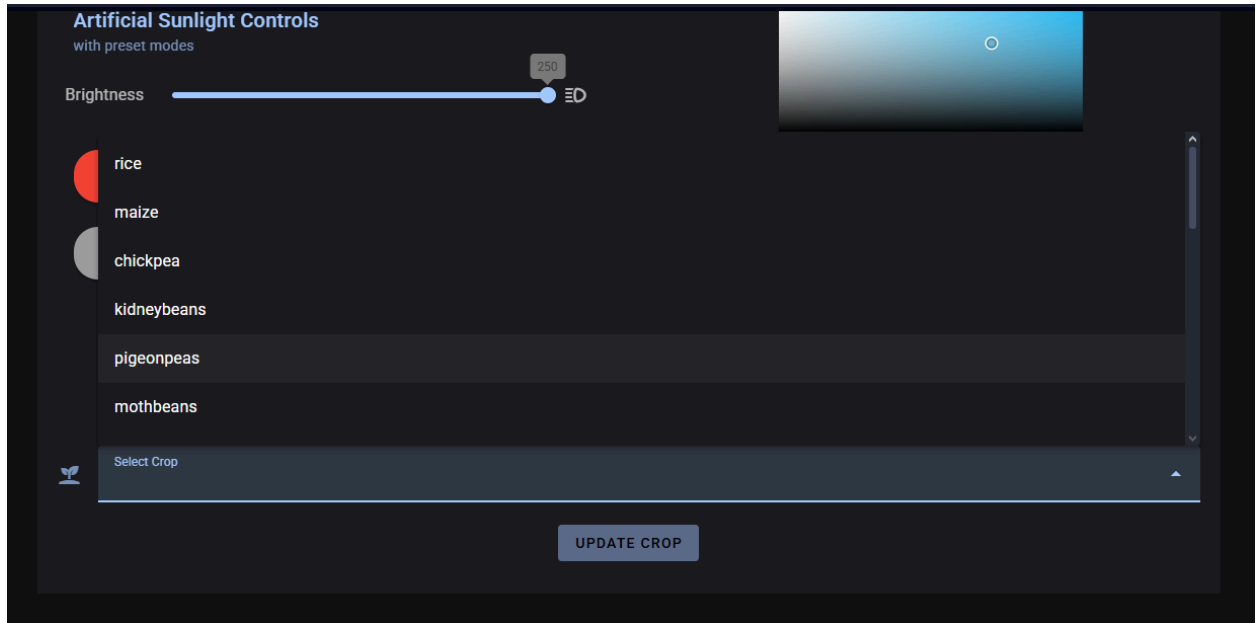 Artificial Sunlight Controls
with preset modes
250
Brightness
rice
maize
chickpea
kidneybeans
pigeonpeas
mothbeans
Select Crop
UPDATE CROP